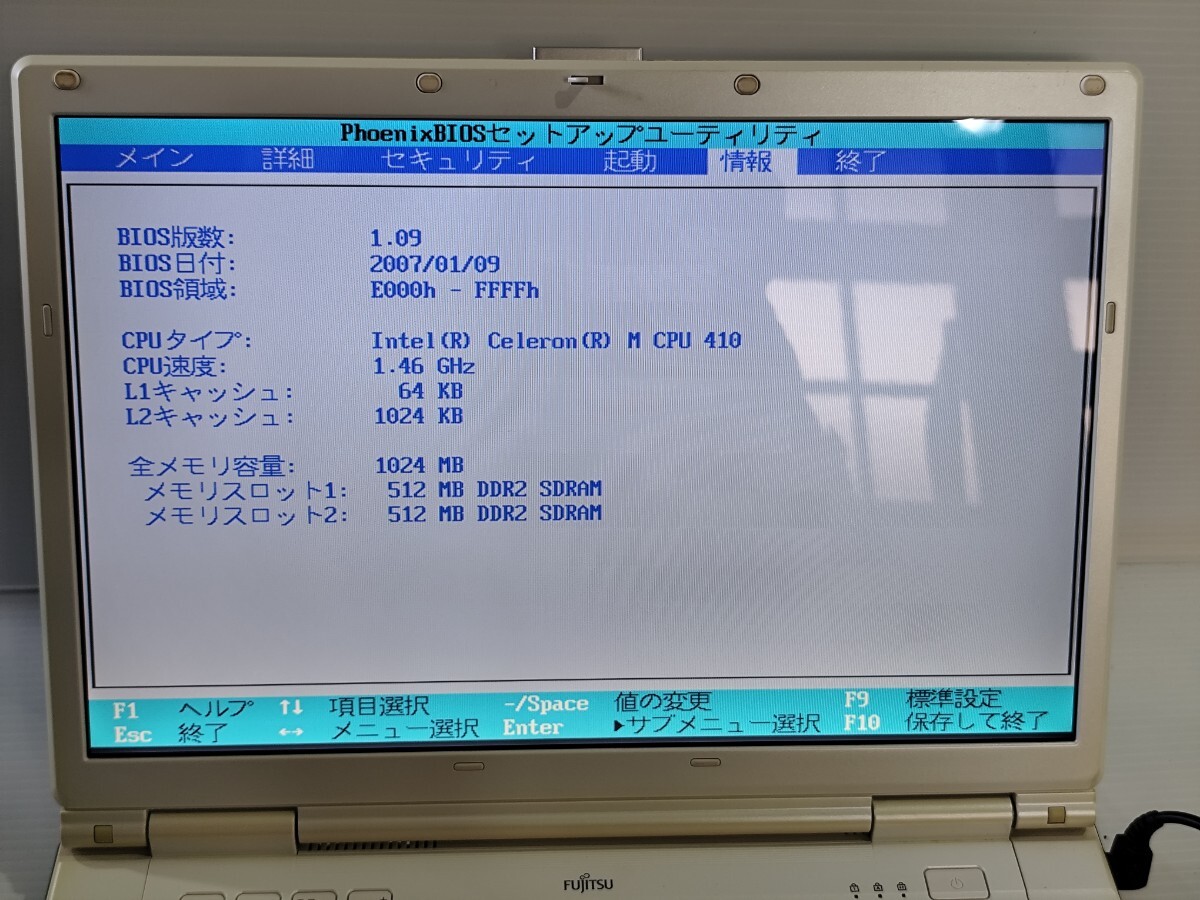 PhoenixBIOSセットアップユーティリティ
メイン 詳細 セキュリティ 起動 情報 終了
BIOS版数: 1.09
BIOS日付: 2007/01/09
BIOS領域: E000h - FFFFh
CPUタイプ: Intel(R) Celeron(R) M CPU 410
CPU速度: 1.46 GHz
L1キャッシュ: 64 KB
L2キャッシュ: 1024 KB
全メモリ容量: 1024 MB
メモリスロット1: 512 MB DDR2 SDRAM
メモリスロット2: 512 MB DDR2 SDRAM
F1 ヘルプ ↑↓ 項目選択 -/Space 値の変更 F9 標準設定
Esc 終了 ←→ メニュー選択 Enter ▶サブメニュー選択 F10 保存して終了
FUJITSU